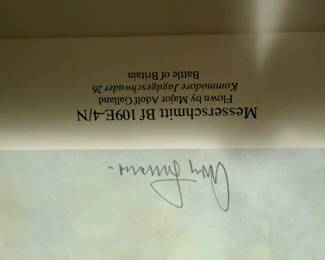 Messerschmitt Bf 109E-4/N
Flown by Major Adolf Galland
Kommodore Jagdgeschwader 26
Battle of Britain